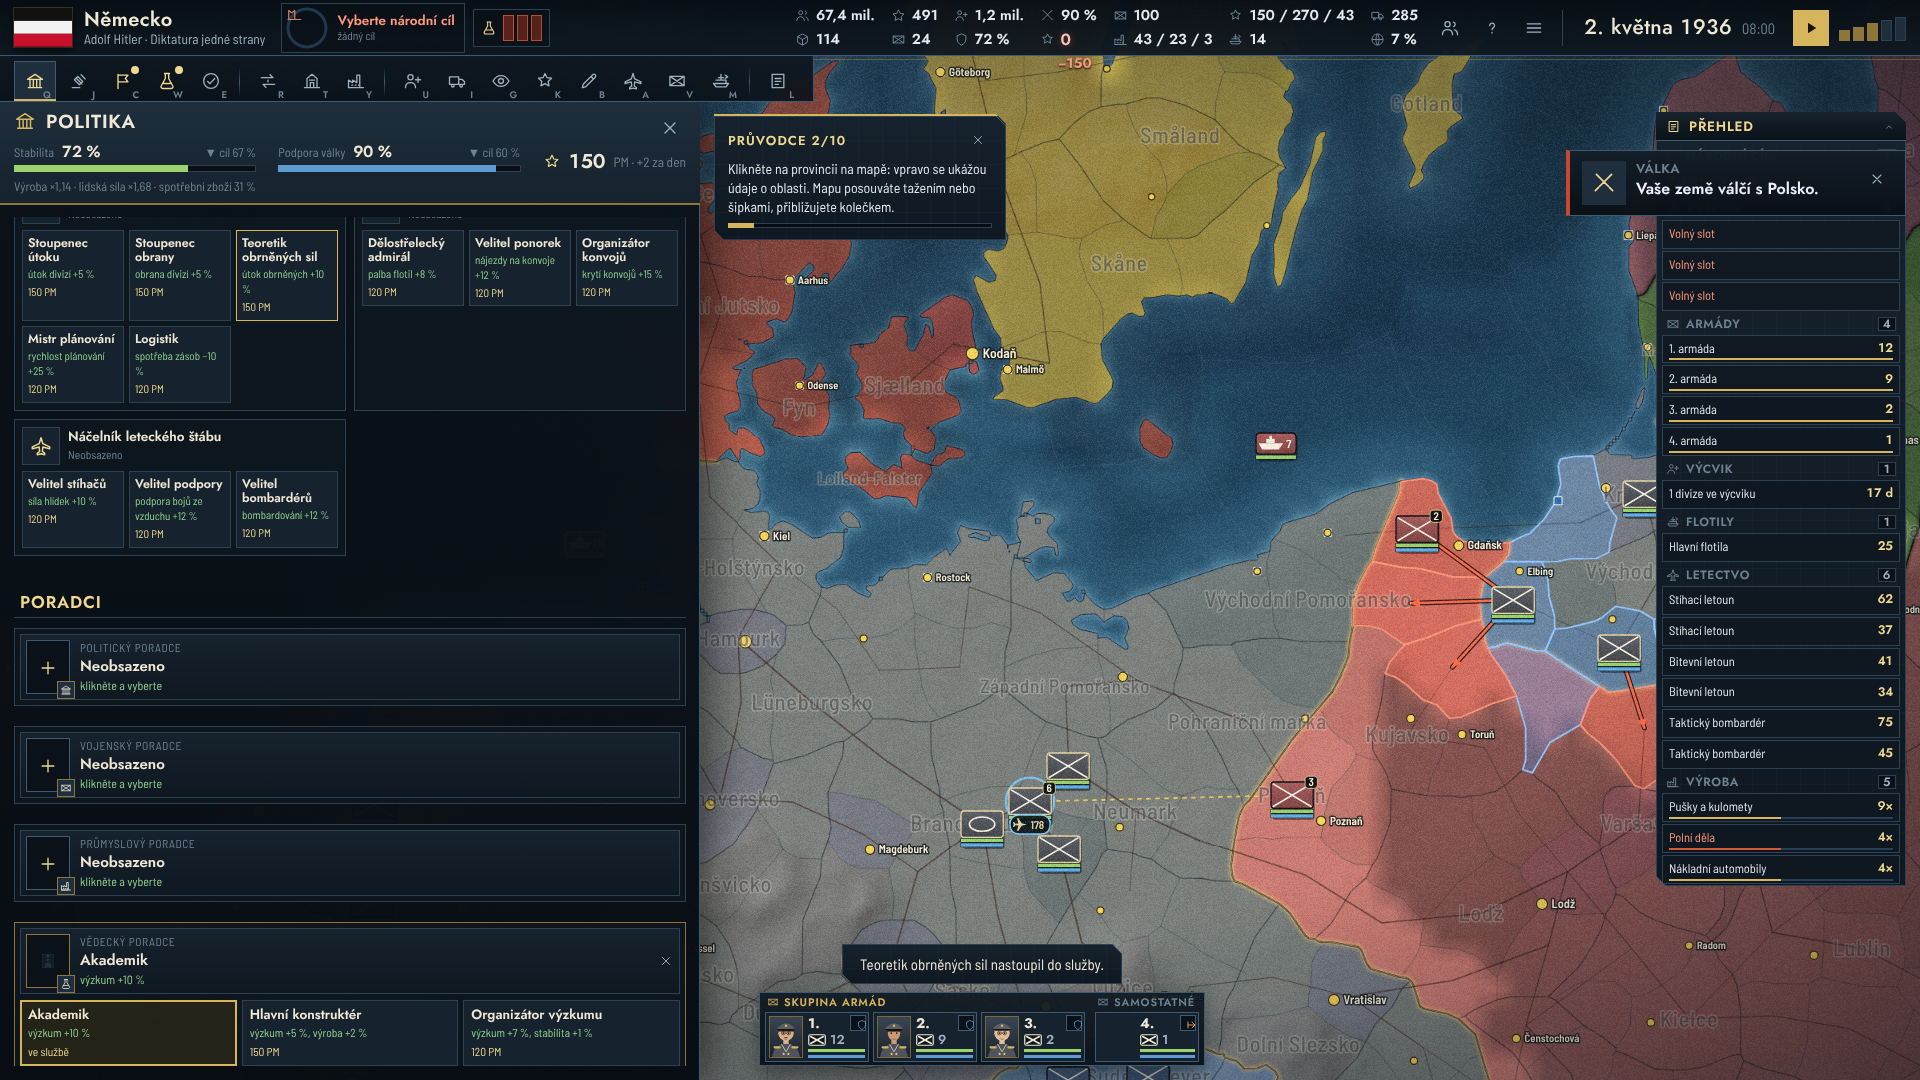 Německo
Adolf Hitler · Diktatura jedné strany
Vyberte národní cíl
žádný cíl
67,4 mil.
491
1,2 mil.
90 %
100
150 / 270 / 43
285
114
24
72 %
0
43 / 23 / 3
14
7 %
−150
2. května 1936
08:00
?
Q
J
C
W
E
R
T
Y
U
I
G
K
B
A
V
M
L
POLITIKA
Stabilita 72 %
▼ cíl 67 %
Podpora války 90 %
▼ cíl 60 %
150 PM · +2 za den
Výroba ×1,14 · lidská síla ×1,68 · spotřební zboží 31 %
Stoupenec útoku
útok divizí +5 %
150 PM
Stoupenec obrany
obrana divizí +5 %
150 PM
Teoretik obrněných sil
útok obrněných +10 %
150 PM
Mistr plánování
rychlost plánování +25 %
120 PM
Logistik
spotřeba zásob −10 %
120 PM
Dělostřelecký admirál
palba flotil +8 %
120 PM
Velitel ponorek
nájezdy na konvoje +12 %
120 PM
Organizátor konvojů
krytí konvojů +15 %
120 PM
Náčelník leteckého štábu
Neobsazeno
Velitel stíhačů
síla hlídek +10 %
120 PM
Velitel podpory
podpora bojů ze vzduchu +12 %
120 PM
Velitel bombardérů
bombardování +12 %
120 PM
PORADCI
POLITICKÝ PORADCE
Neobsazeno
klikněte a vyberte
VOJENSKÝ PORADCE
Neobsazeno
klikněte a vyberte
PRŮMYSLOVÝ PORADCE
Neobsazeno
klikněte a vyberte
VĚDECKÝ PORADCE
Akademik
výzkum +10 %
Akademik
výzkum +10 %
ve službě
Hlavní konstruktér
výzkum +5 %, výroba +2 %
150 PM
Organizátor výzkumu
výzkum +7 %, stabilita +1 %
120 PM
PRŮVODCE 2/10
Klikněte na provincii na mapě: vpravo se ukážou
údaje o oblasti. Mapu posouváte tažením nebo
šipkami, přibližujete kolečkem.
Göteborg
Gotland
Småland
Skåne
Aarhus
Kodaň
Malmö
Odense
Sjælland
Fyn
Lolland-Falster
7
Kiel
Rostock
2
Gdaňsk
Elbing
Východní Pomořansko
Západní Pomořansko
Lüneburgsko
Pohraniční marka
Kujavsko
Toruň
6
178
3
Poznaň
Neumark
Magdeburk
Lodž
Lodž
Radom
Lublin
Vratislav
Kielce
Čenstochová
Dolní Slezsko
Teoretik obrněných sil nastoupil do služby.
SKUPINA ARMÁD
SAMOSTATNÉ
1.
12
2.
9
3.
2
4.
1
PŘEHLED
VÁLKA
Vaše země válčí s Polsko.
Volný slot
Volný slot
Volný slot
ARMÁDY 4
1. armáda 12
2. armáda 9
3. armáda 2
4. armáda 1
VÝCVIK 1
1 divize ve výcviku 17 d
FLOTILY 1
Hlavní flotila 25
LETECTVO 6
Stíhací letoun 62
Stíhací letoun 37
Bitevní letoun 41
Bitevní letoun 34
Taktický bombardér 75
Taktický bombardér 45
VÝROBA 5
Pušky a kulomety 9×
Polní děla 4×
Nákladní automobily 4×